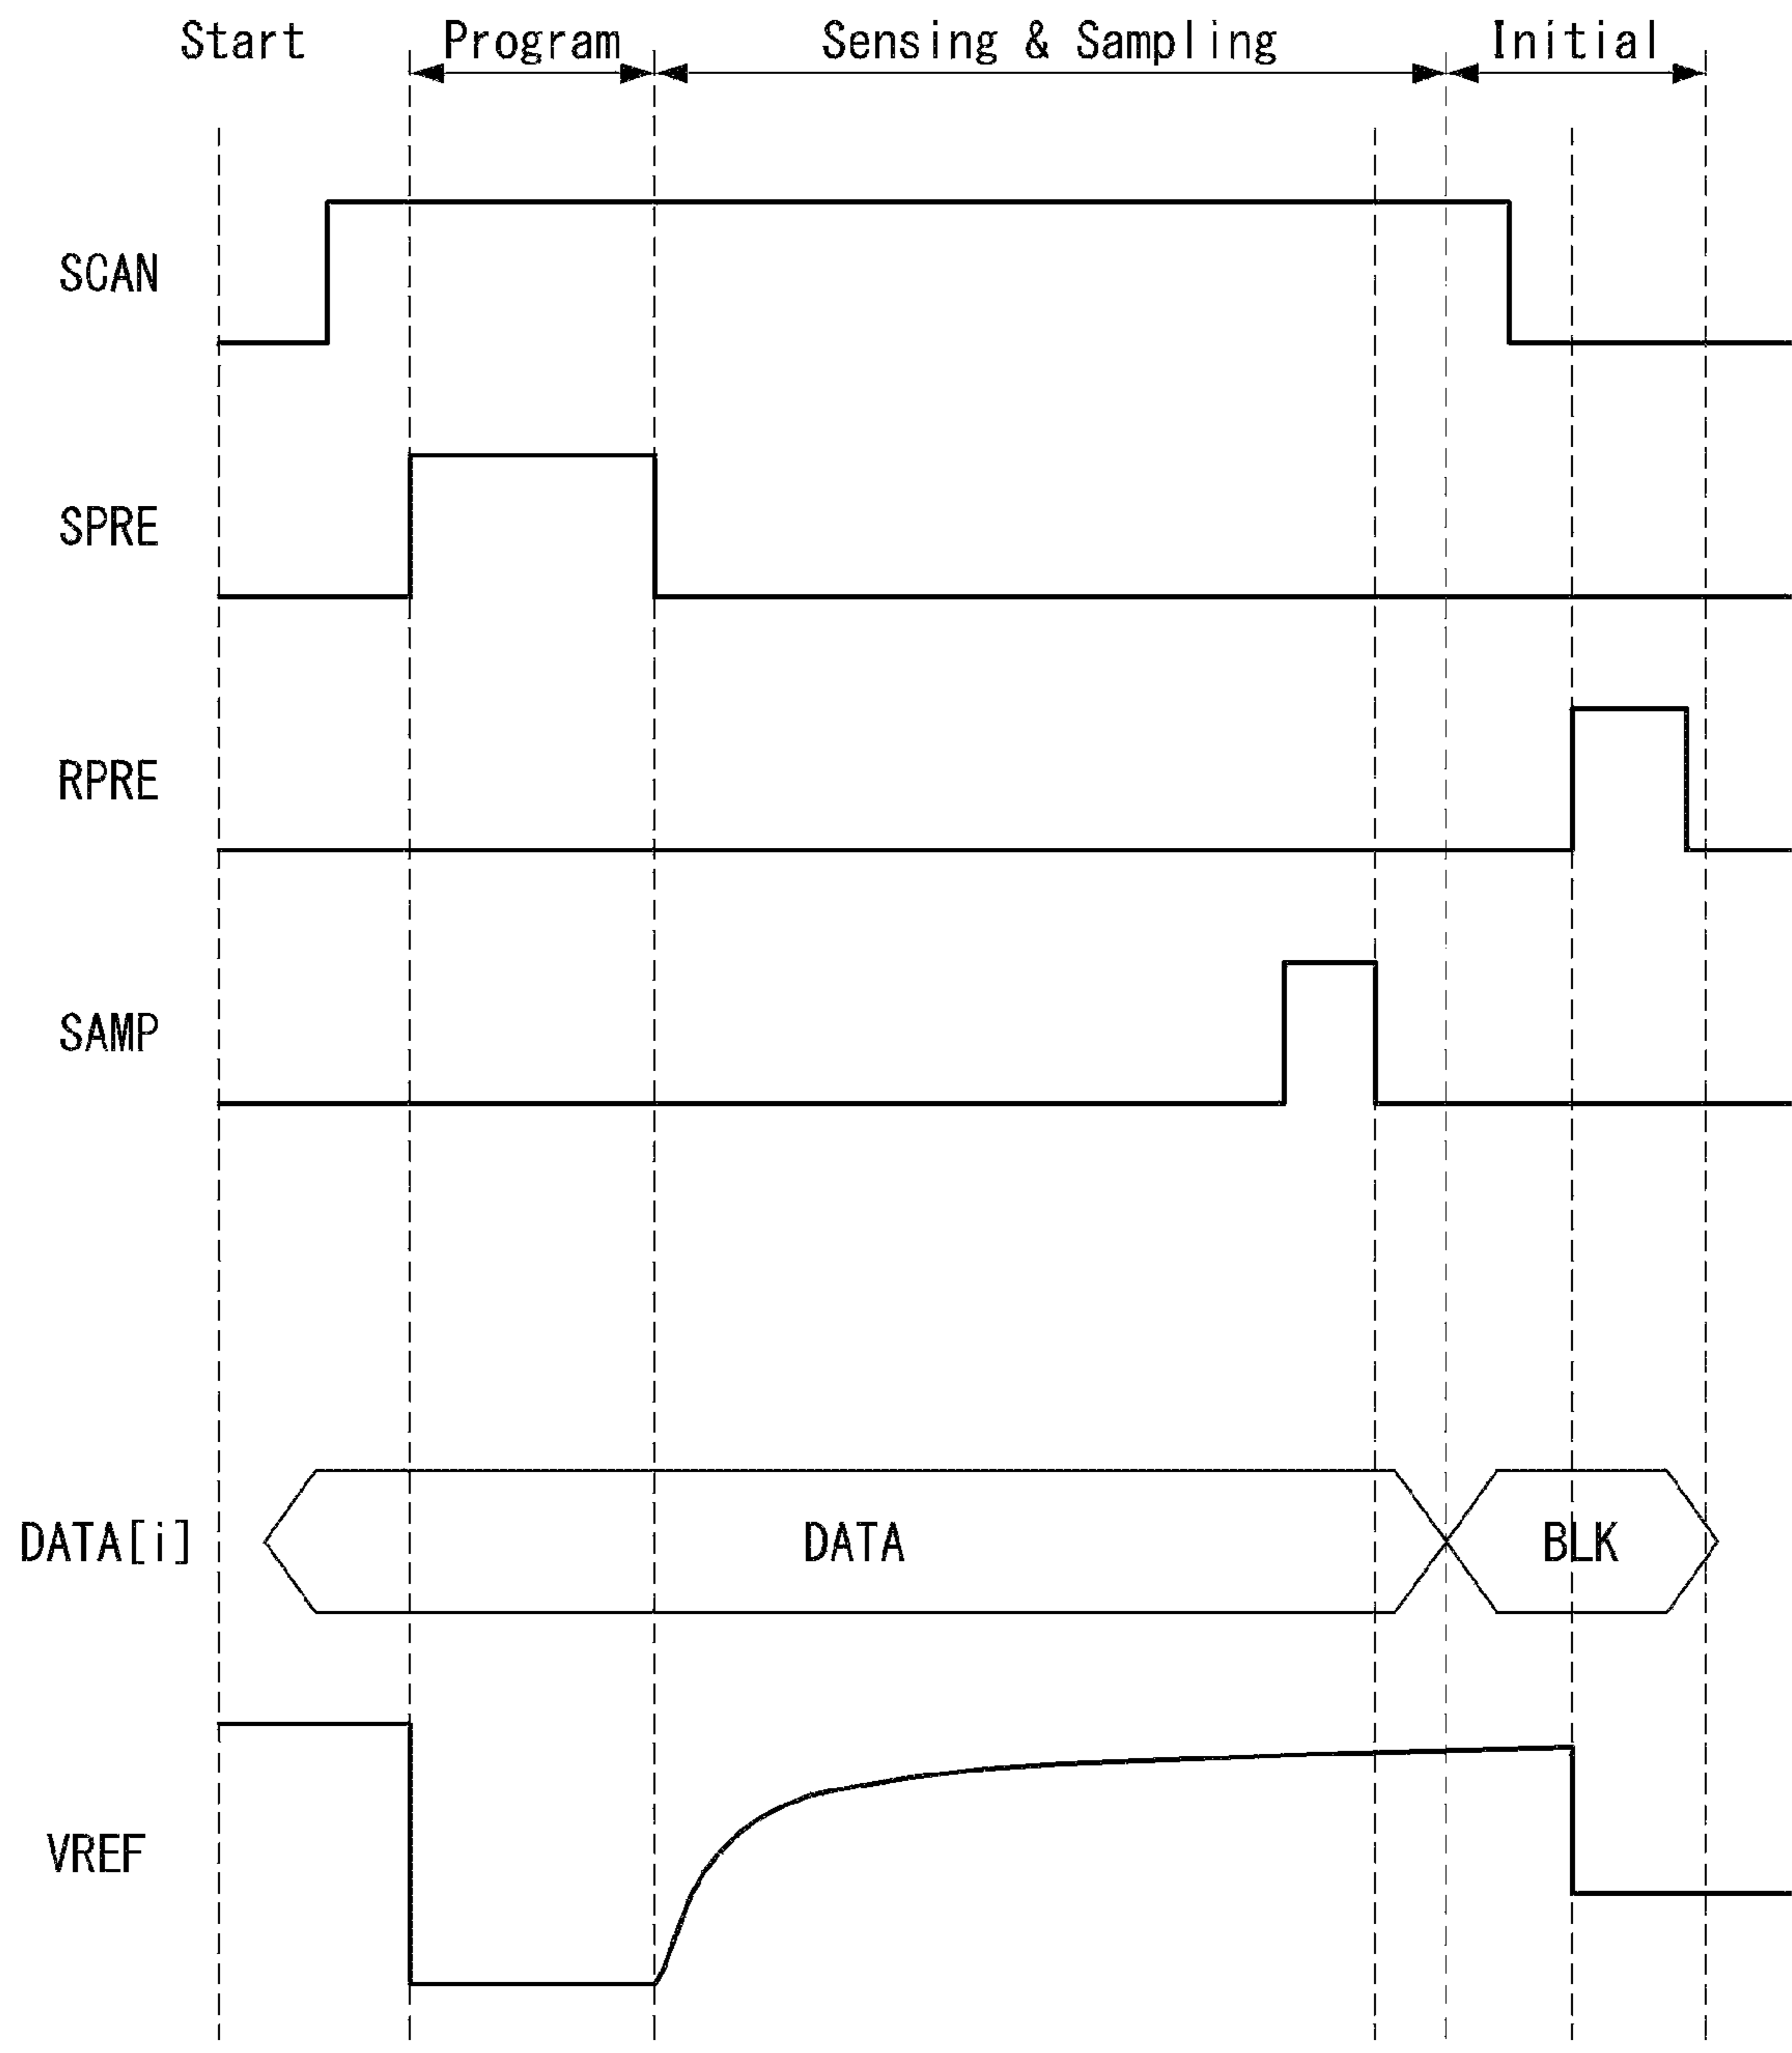 Start Program Sensing & Sampling Initial
SCAN
SPRE
RPRE
SAMP
DATA[i] DATA BLK
VREF